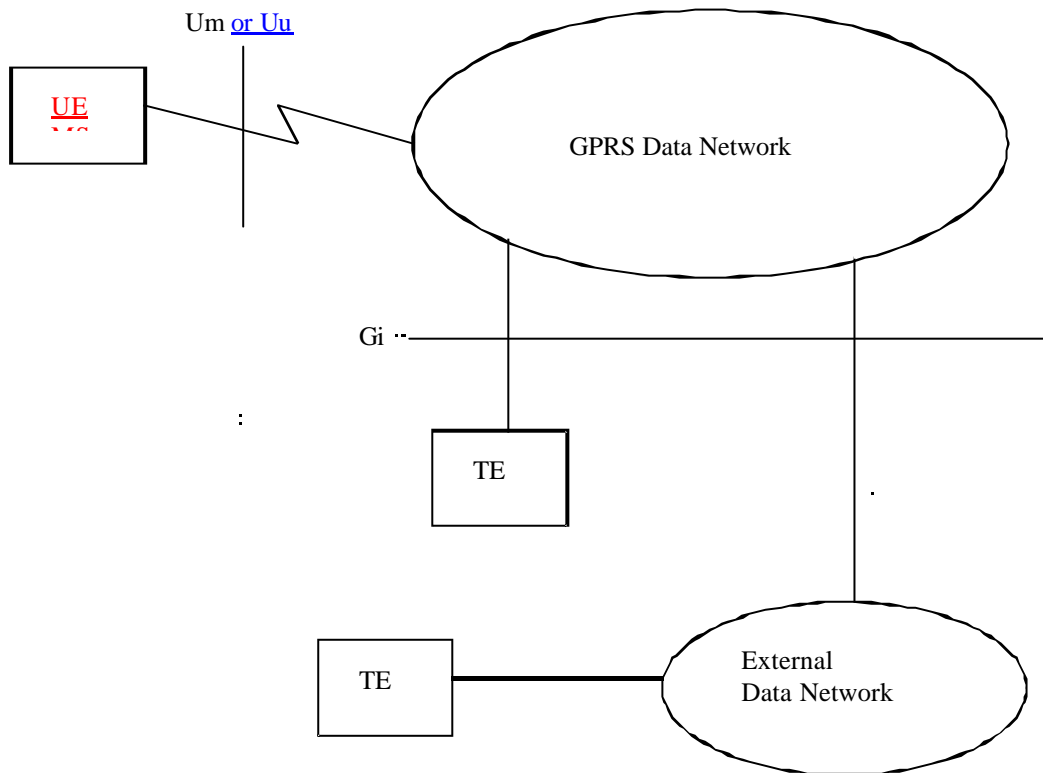 Um or Uu
UE
GPRS Data Network
Gi
TE
TE
External
Data Network